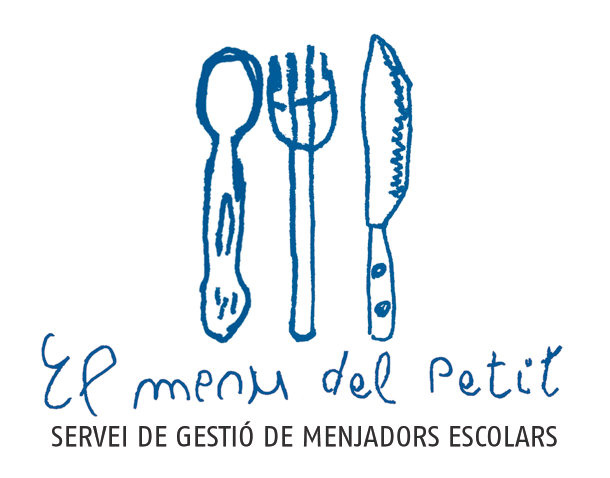 El menu del Petit
SERVEI DE GESTIÓ DE MENJADORS ESCOLARS